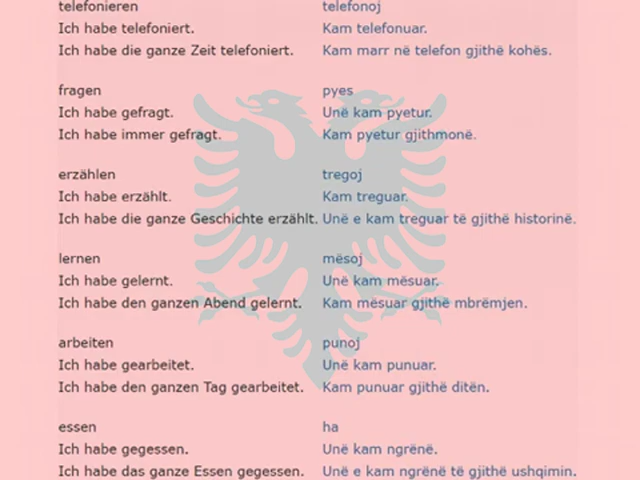 telefonieren telefonoj
Ich habe telefoniert. Kam telefonuar.
Ich habe die ganze Zeit telefoniert. Kam marr në telefon gjithë kohës.
fragen pyes
Ich habe gefragt. Unë kam pyetur.
Ich habe immer gefragt. Kam pyetur gjithmonë.
erzählen tregoj
Ich habe erzählt. Kam treguar.
Ich habe die ganze Geschichte erzählt. Unë e kam treguar të gjithë historinë.
lernen mësoj
Ich habe gelernt. Unë kam mësuar.
Ich habe den ganzen Abend gelernt. Kam mësuar gjithë mbrëmjen.
arbeiten punoj
Ich habe gearbeitet. Unë kam punuar.
Ich habe den ganzen Tag gearbeitet. Kam punuar gjithë ditën.
essen ha
Ich habe gegessen. Unë kam ngrënë.
Ich habe das ganze Essen gegessen. Unë e kam ngrënë të gjithë ushqimin.